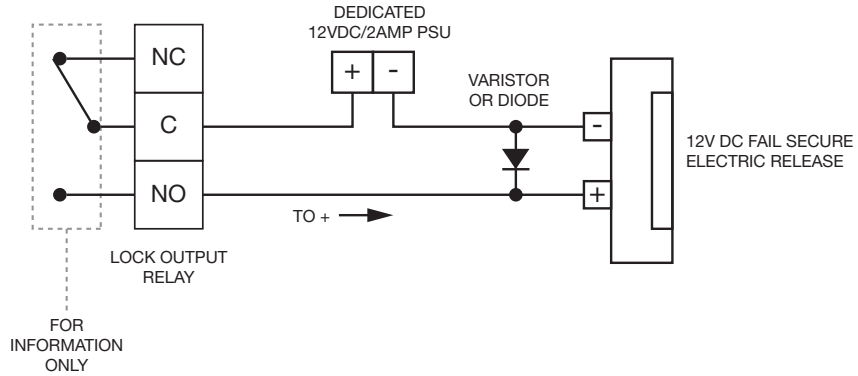 DEDICATED
12VDC/2AMP PSU
NC
+ -
VARISTOR
OR DIODE
C
-
12V DC FAIL SECURE
ELECTRIC RELEASE
NO
+
TO +
LOCK OUTPUT
RELAY
FOR
INFORMATION
ONLY